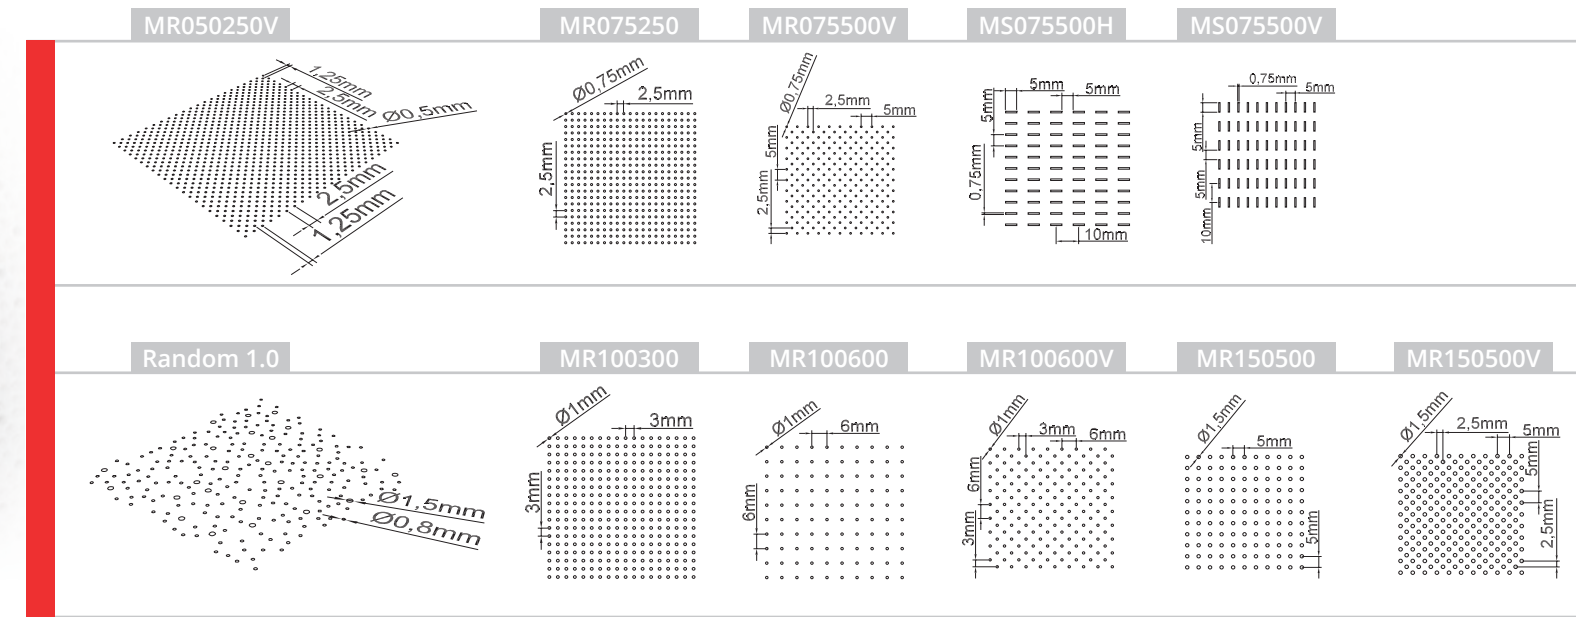 MR050250V
MR075250
MR075500V
MS075500H
MS075500V
1,25mm
2,5mm
Ø0,5mm
2,5mm
1,25mm
Ø0,75mm
2,5mm
2,5mm
Ø0,75mm
2,5mm
5mm
5mm
2,5mm
5mm
5mm
5mm
0,75mm
10mm
0,75mm
5mm
5mm
5mm
10mm
Random 1.0
MR100300
MR100600
MR100600V
MR150500
MR150500V
Ø1,5mm
Ø0,8mm
Ø1mm
3mm
3mm
Ø1mm
6mm
6mm
Ø1mm
3mm
6mm
6mm
3mm
Ø1,5mm
5mm
5mm
Ø1,5mm
2,5mm
5mm
5mm
2,5mm